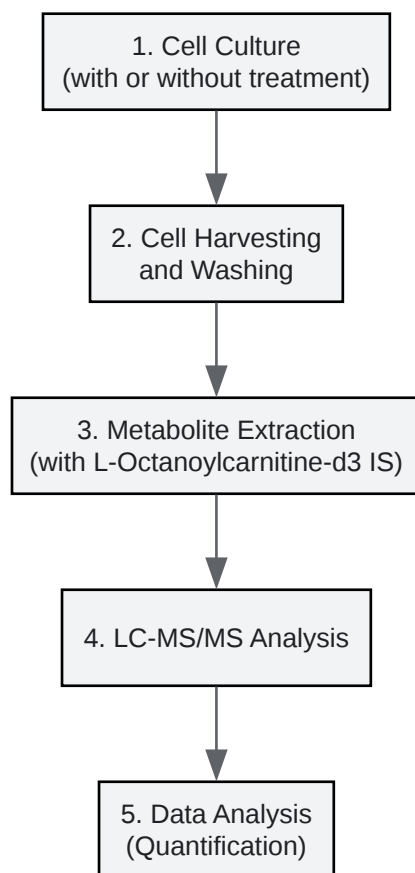 1. Cell Culture
(with or without treatment)
2. Cell Harvesting
and Washing
3. Metabolite Extraction
(with L-Octanoylcarnitine-d3 IS)
4. LC-MS/MS Analysis
5. Data Analysis
(Quantification)